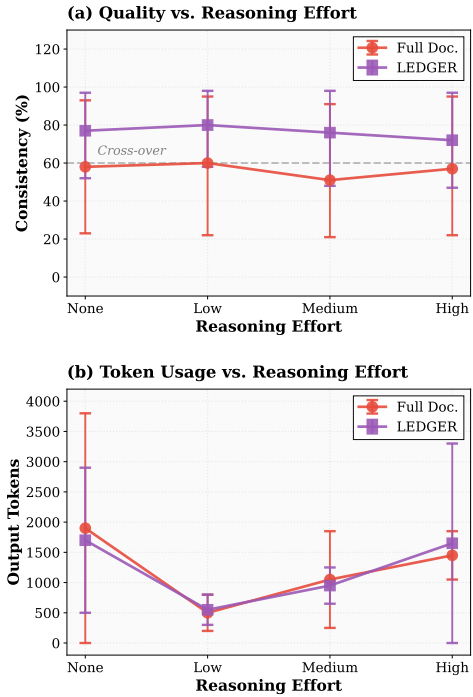 (a) Quality vs. Reasoning Effort
Full Doc.
LEDGER
120
100
80
60
40
20
0
Cross-over
Consistency (%)
None
Low
Medium
High
Reasoning Effort
(b) Token Usage vs. Reasoning Effort
Full Doc.
LEDGER
4000
3500
3000
2500
2000
1500
1000
500
0
Output Tokens
None
Low
Medium
High
Reasoning Effort